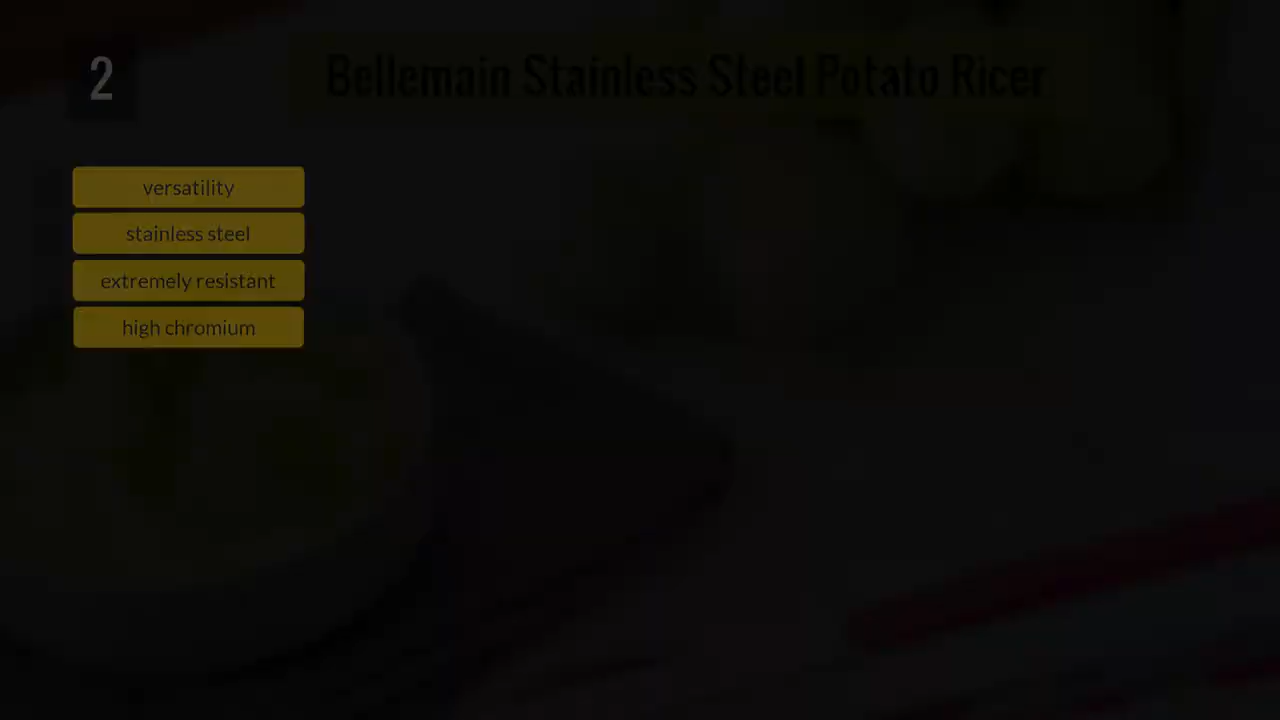 2
Bellemain Stainless Steel Potato Ricer
versatility
stainless steel
extremely resistant
high chromium